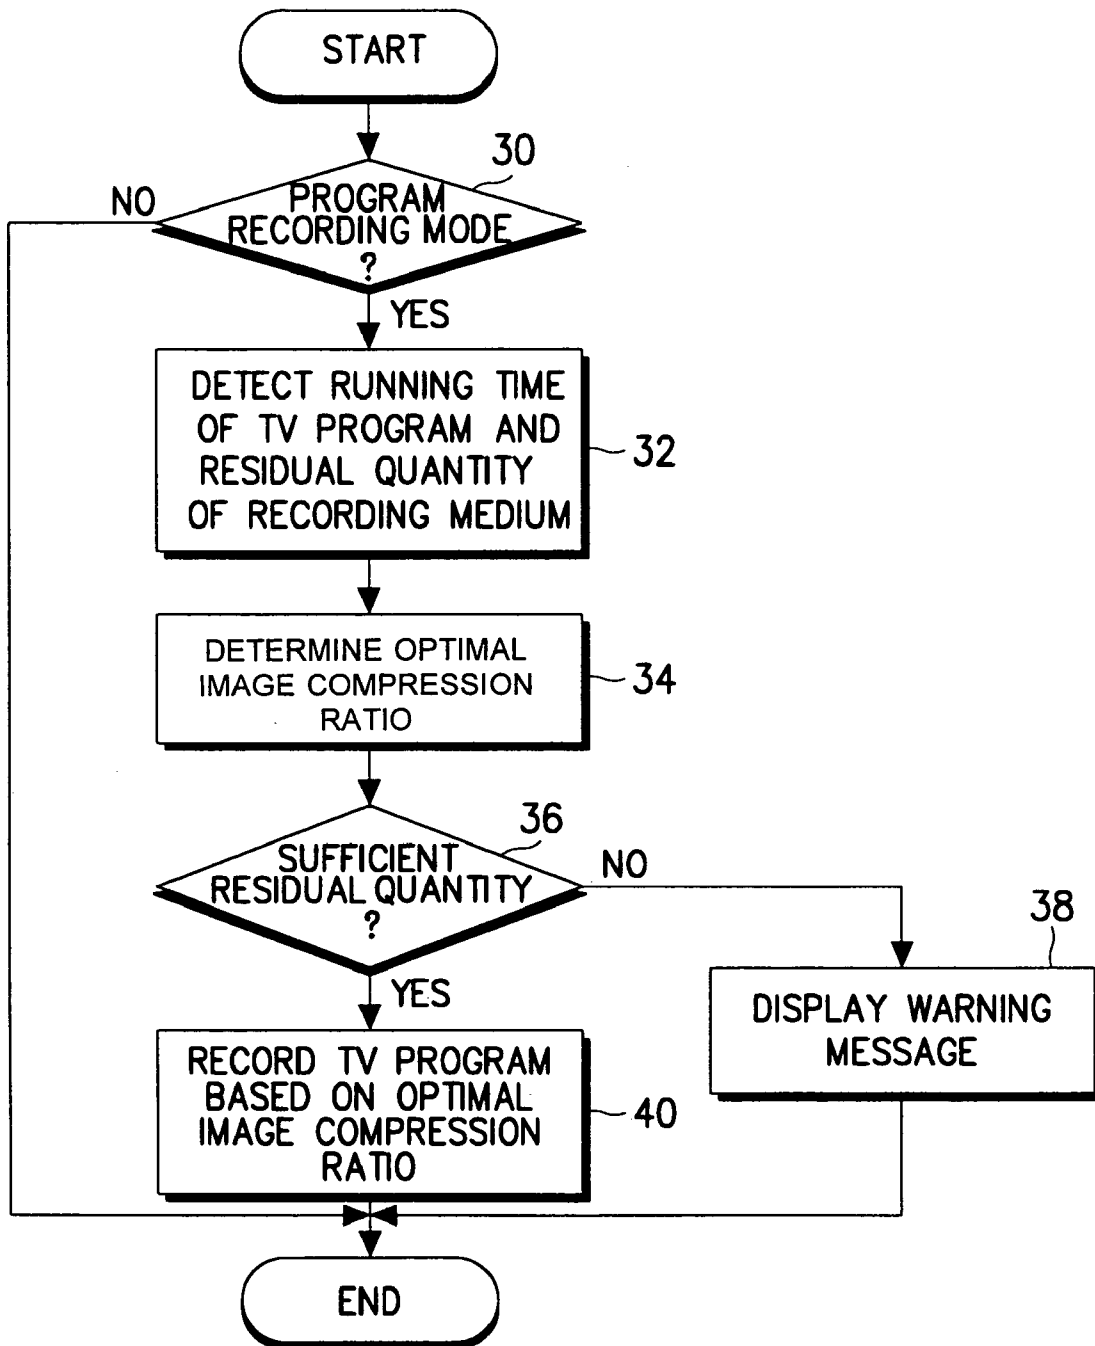 START
30
NO
PROGRAM
RECORDING MODE
?
YES
DETECT RUNNING TIME
OF TV PROGRAM AND
RESIDUAL QUANTITY
OF RECORDING MEDIUM
32
DETERMINE OPTIMAL
IMAGE COMPRESSION
RATIO
34
36
SUFFICIENT
RESIDUAL QUANTITY
?
NO
38
YES
DISPLAY WARNING
MESSAGE
RECORD TV PROGRAM
BASED ON OPTIMAL
IMAGE COMPRESSION
RATIO
40
END